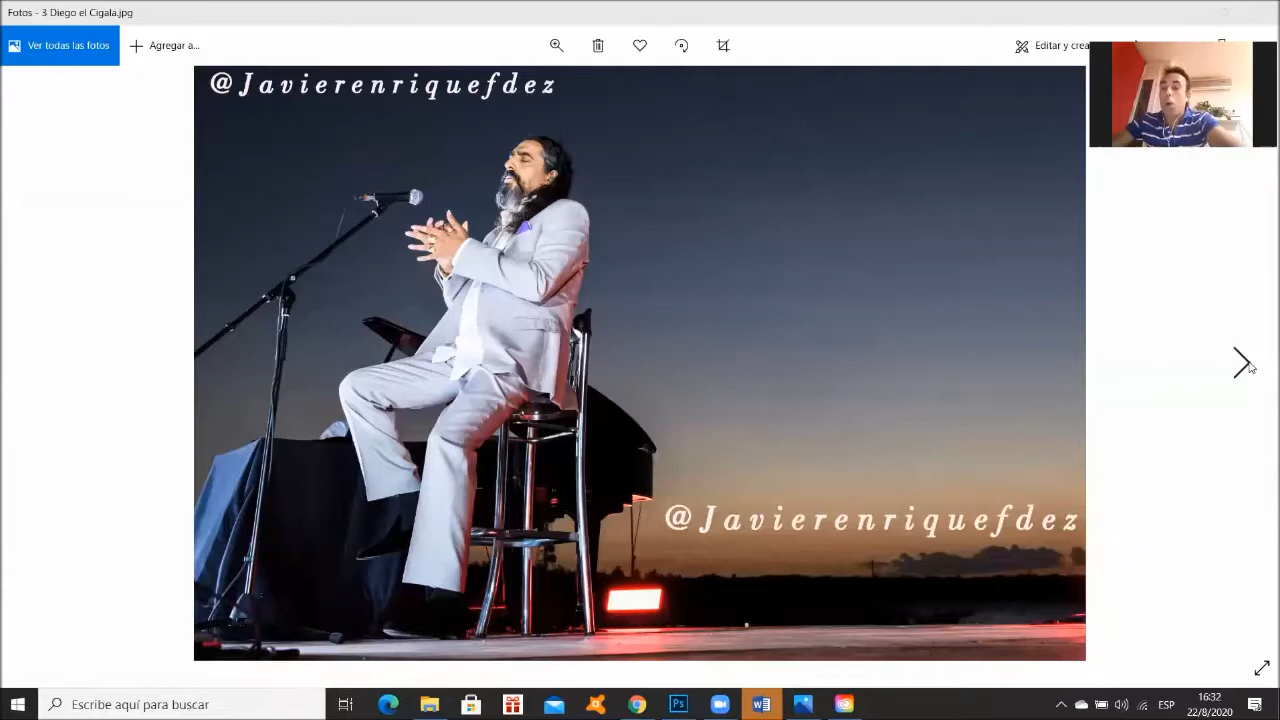 Fotos - 3 Diego el Cigala.jpg
Ver todas las fotos
Agregar a...
Editar y crea
@Javierenriquefdez
@Javierenriquefdez
Ps
W
Escribe aquí para buscar
ESP
16:32
22/8/2020